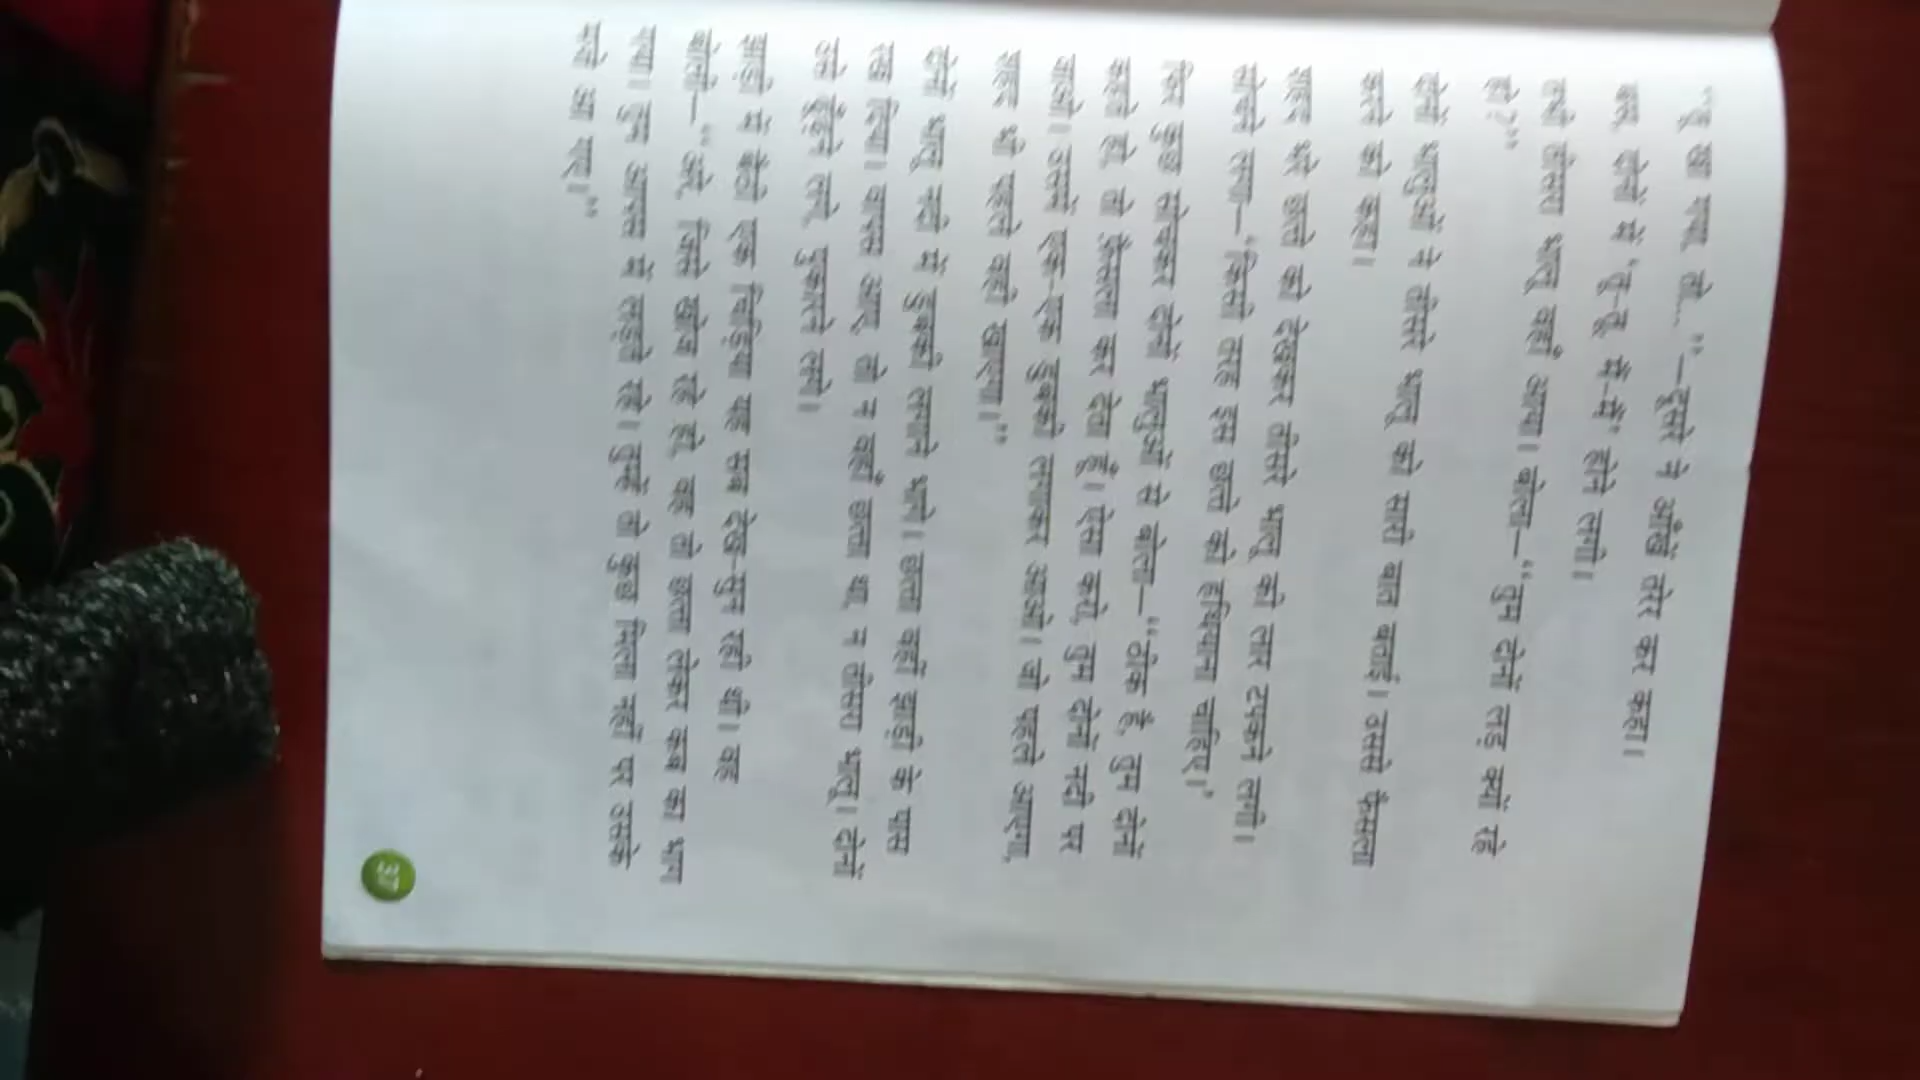 “तू खा गया, तो...”—दूसरे ने आँखें तरेर कर कहा।
बस, दोनों में ‘तू-तू, मैं-मैं’ होने लगी।
तभी तीसरा भालू वहाँ आया। बोला—“तुम दोनों लड़ क्यों रहे
हो?”
दोनों भालुओं ने तीसरे भालू को सारी बात बताई। उससे फैसला
करने को कहा।
शहद भरे छत्ते को देखकर तीसरे भालू की लार टपकने लगी।
सोचने लगा—‘किसी तरह इस छत्ते को हथियाना चाहिए।’
फिर कुछ सोचकर दोनों भालुओं से बोला—“ठीक है, तुम दोनों
कहते हो, तो फ़ैसला कर देता हूँ। ऐसा करो, तुम दोनों नदी पर
जाओ। उसमें एक-एक डुबकी लगाकर आओ। जो पहले आएगा,
शहद भी पहले वही खाएगा।”
दोनों भालू नदी में डुबकी लगाने भागे। छत्ता वहीं झाड़ी के पास
रख दिया। वापस आए, तो न वहाँ छत्ता था, न तीसरा भालू। दोनों
उसे ढूँढ़ने लगे, पुकारने लगे।
झाड़ी में बैठी एक चिड़िया यह सब देख-सुन रही थी। वह
बोली—“अरे, जिसे खोज रहे हो, वह तो छत्ता लेकर कब का भाग
गया। तुम आपस में लड़ते रहे। तुम्हें तो कुछ मिला नहीं पर उसके
मज़े आ गए।”
37